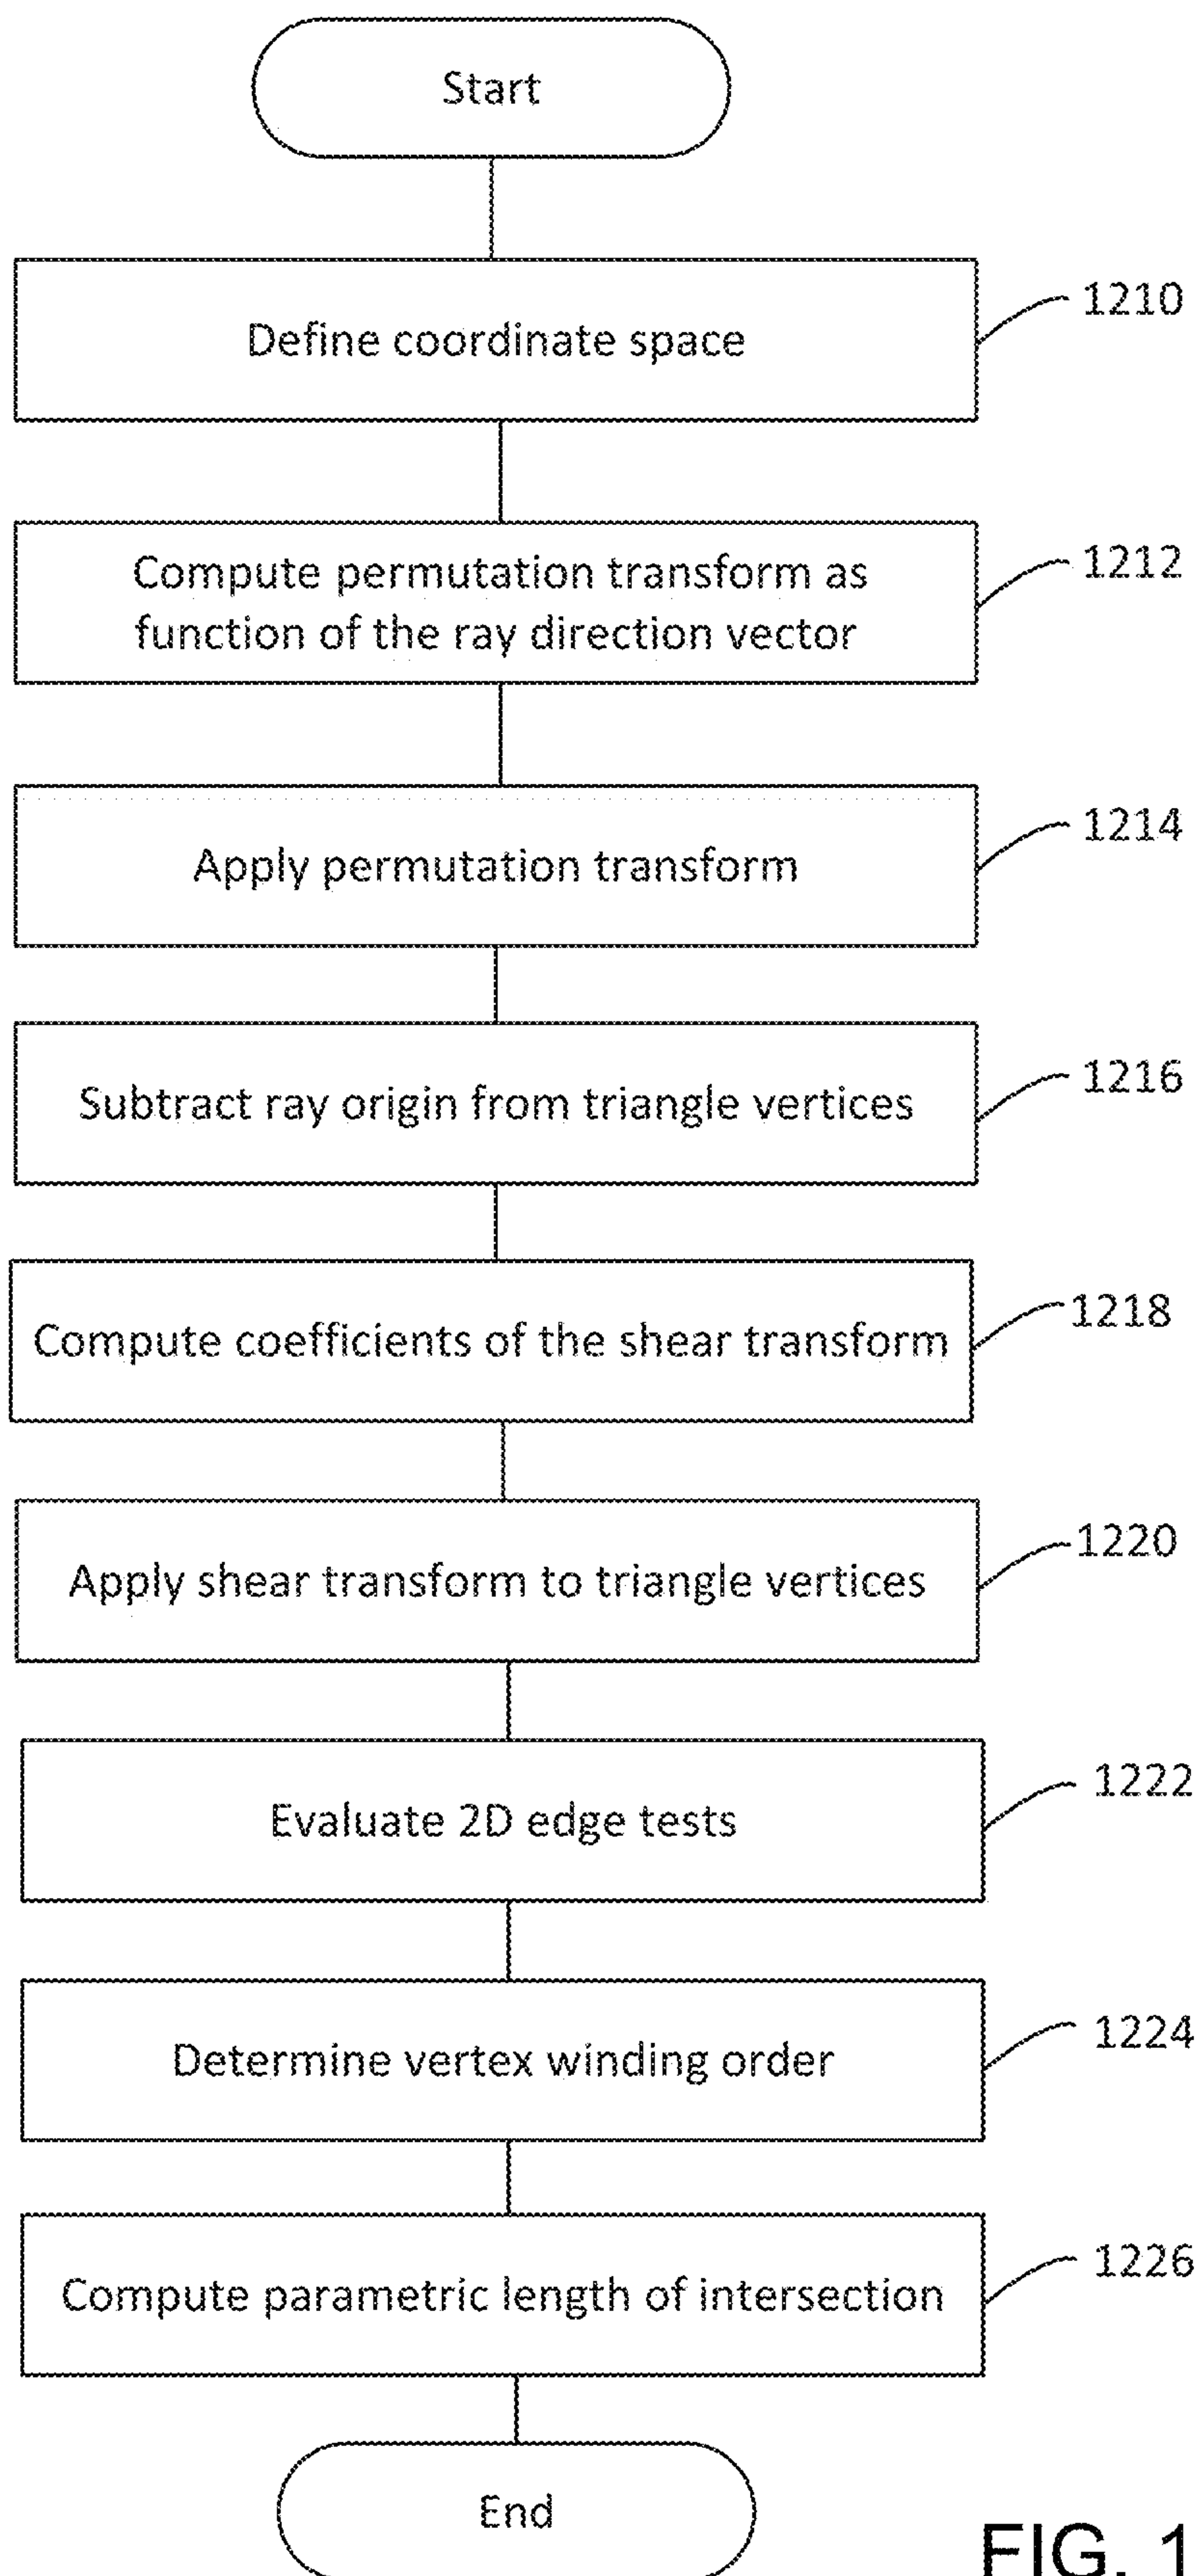 Start
Define coordinate space
1210
Compute permutation transform as
function of the ray direction vector
1212
Apply permutation transform
1214
Subtract ray origin from triangle vertices
1216
Compute coefficients of the shear transform
1218
Apply shear transform to triangle vertices
1220
Evaluate 2D edge tests
1222
Determine vertex winding order
1224
Compute parametric length of intersection
1226
End
FIG. 1